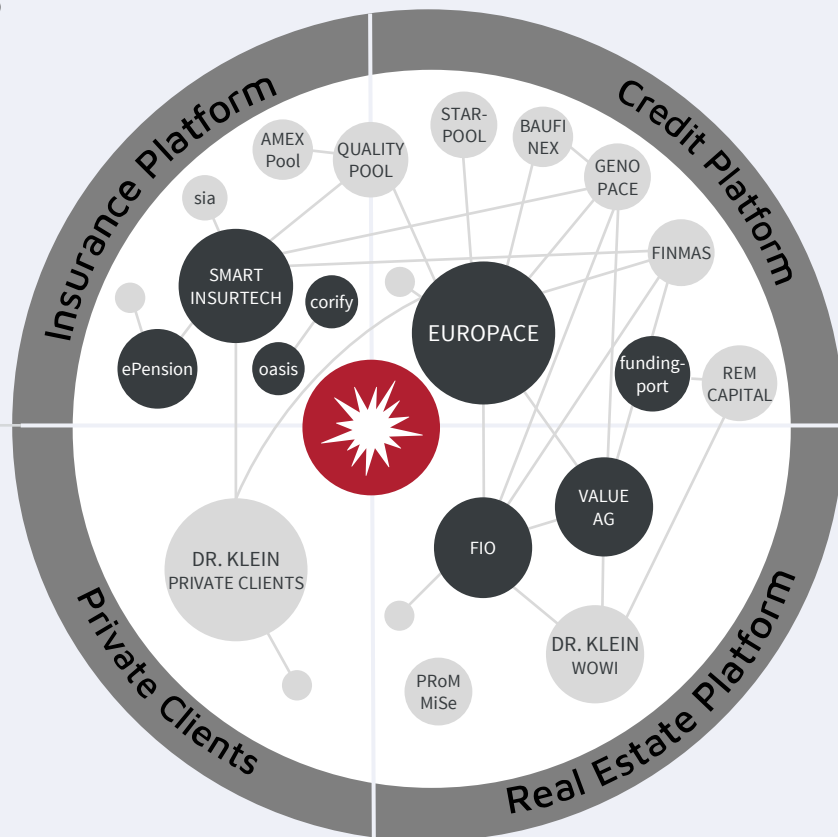 Insurance Platform
Credit Platform
STAR-
POOL
BAUFI
NEX
AMEX
Pool
QUALITY
POOL
GENO
PACE
sia
FINMAS
SMART
INSURTECH
corify
EUROPACE
ePension
oasis
funding-
port
REM
CAPITAL
VALUE
AG
FIO
DR. KLEIN
PRIVATE CLIENTS
DR. KLEIN
WOWI
PRoM
MiSe
Private Clients
Real Estate Platform